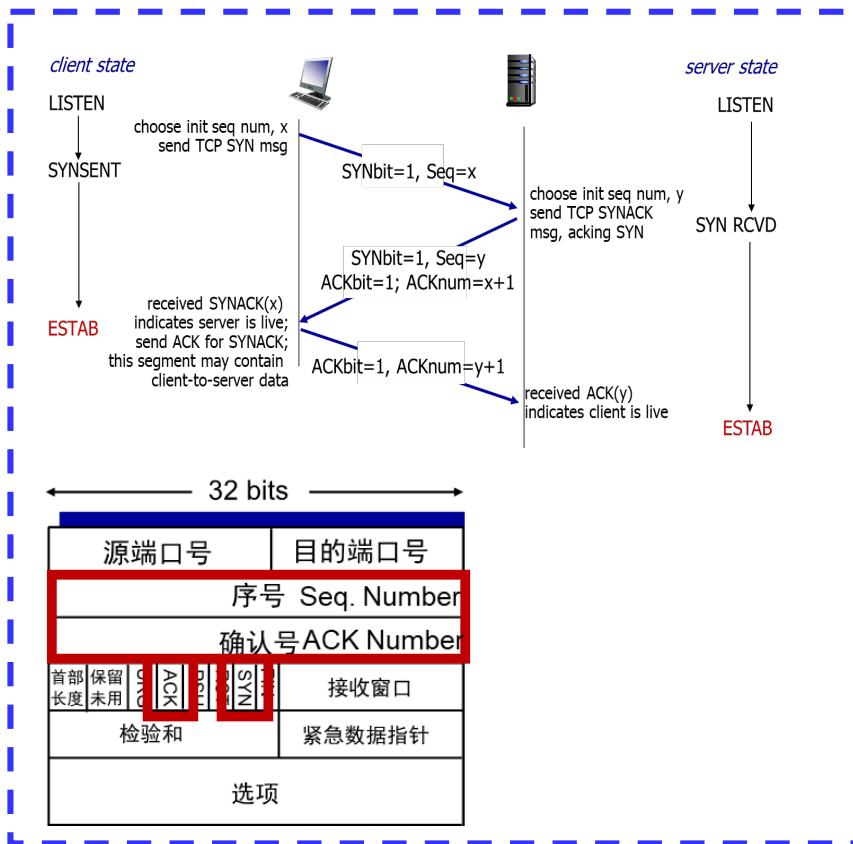 client state
server state
LISTEN
LISTEN
choose init seq num, x
send TCP SYN msg
SYNSENT
SYNbit=1, Seq=x
choose init seq num, y
send TCP SYNACK
msg, acking SYN
SYN RCVD
SYNbit=1, Seq=y
ACKbit=1; ACKnum=x+1
received SYNACK(x)
indicates server is live;
send ACK for SYNACK;
this segment may contain
client-to-server data
ESTAB
ACKbit=1, ACKnum=y+1
received ACK(y)
indicates client is live
ESTAB
32 bits
源端口号
目的端口号
序号 Seq. Number
确认号ACK Number
首部
长度
保留
未用
ACK
SYN
接收窗口
检验和
紧急数据指针
选项